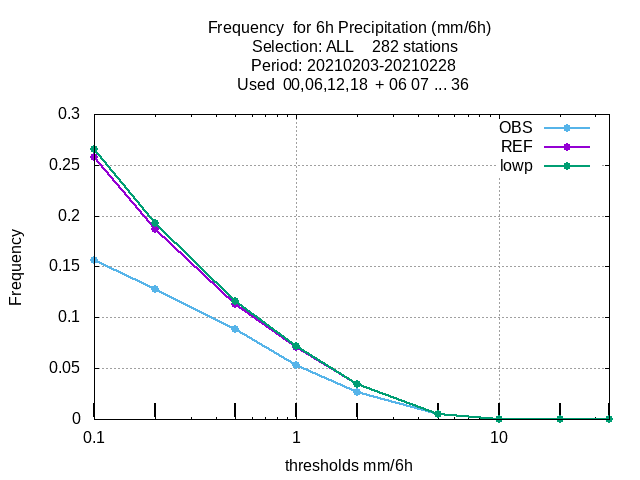 Frequency  for 6h Precipitation (mm/6h)
Selection: ALL    282 stations
Period: 20210203-20210228
Used  00,06,12,18  + 06 07 ... 36
0.3
OBS
REF
lowp
0.25
0.2
0.15
0.1
0.05
0
Frequency
0.1 1 10
thresholds mm/6h